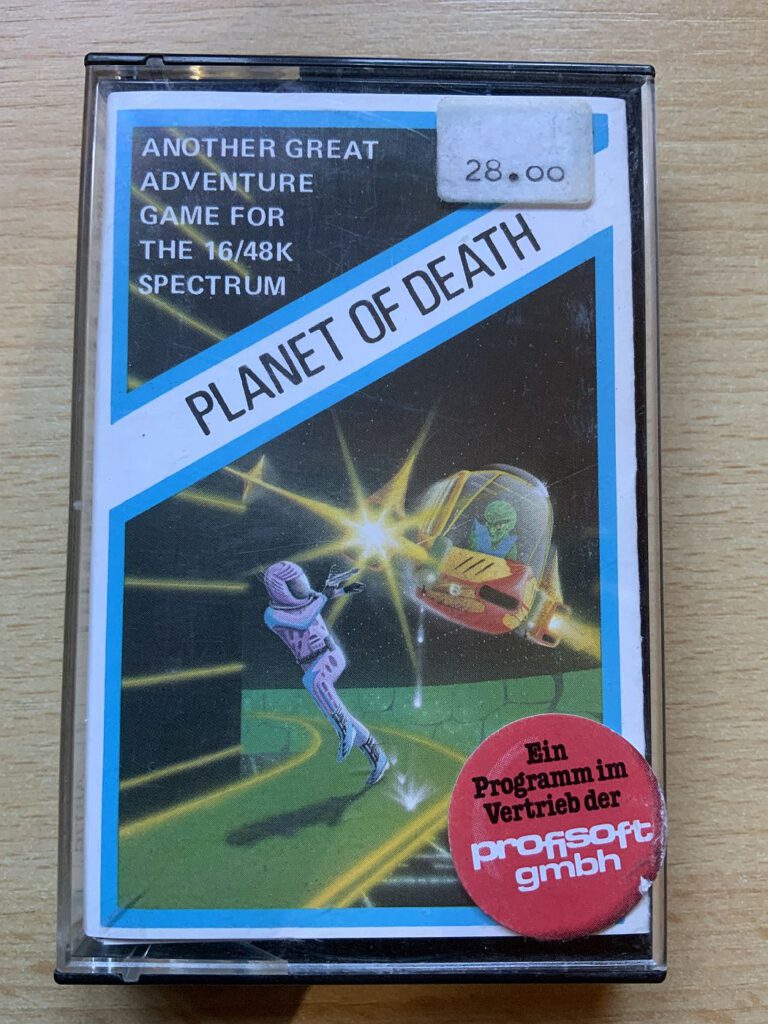 ANOTHER GREAT
ADVENTURE
GAME FOR
THE 16/48K
SPECTRUM
28.00
PLANET OF DEATH
Ein
Programm im
Vertrieb der
profisoft
gmbh